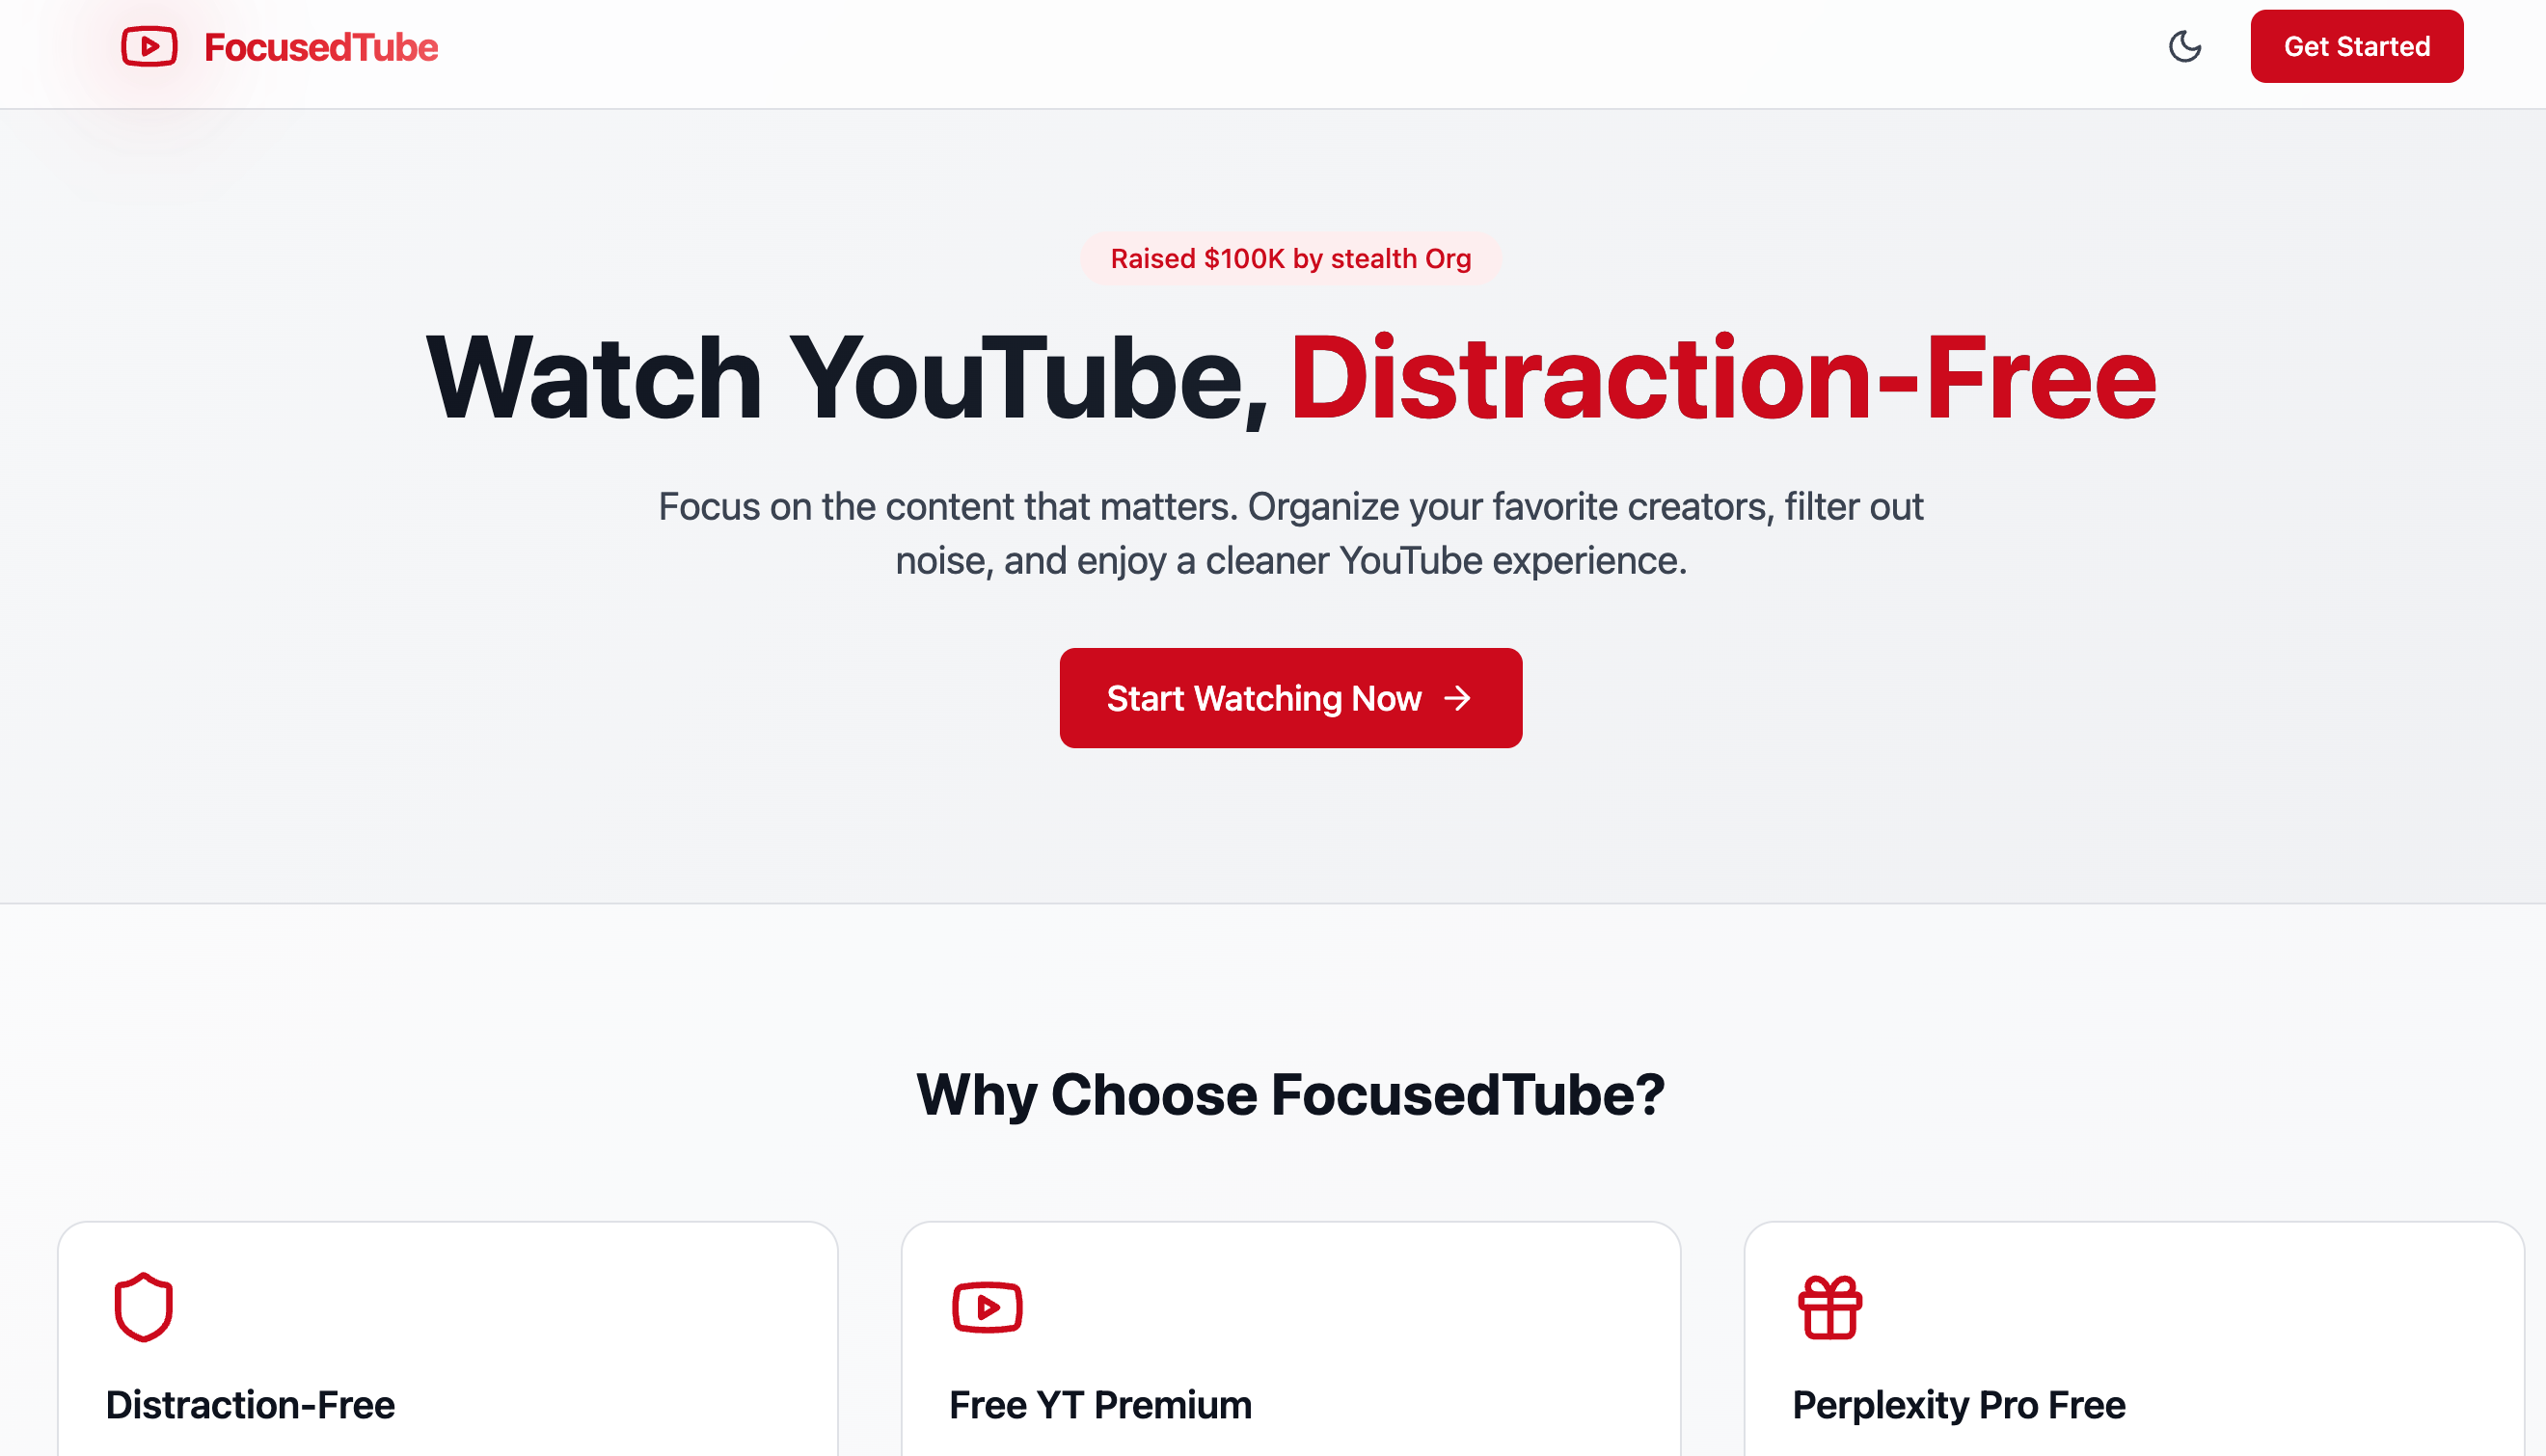 FocusedTube
Get Started
Raised $100K by stealth Org
Watch YouTube, Distraction-Free
Focus on the content that matters. Organize your favorite creators, filter out
noise, and enjoy a cleaner YouTube experience.
Start Watching Now
Why Choose FocusedTube?
Distraction-Free
Free YT Premium
Perplexity Pro Free